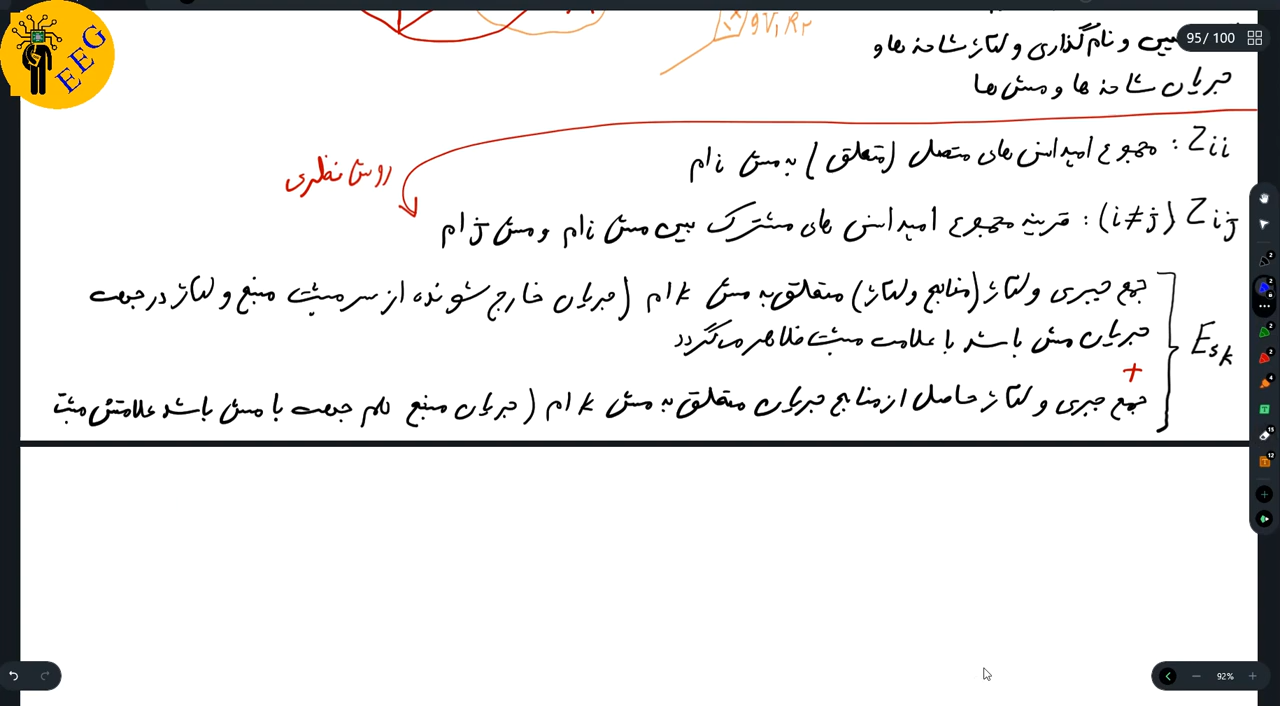 EEG
gV₁R₂
95/ 100
و نام‌گذاری ولتاژ شاخه ها و
جریان شاخه ها و مش ها
Zii : مجموع امپدانس های متصل (متعلق) به مش i ام
روش نظری
Zij (i≠j) : قرینه مجموع امپدانس های مشترک بین مش i ام و مش j ام
جمع جبری ولتاژ (منابع ولتاژ) متعلق به مش k ام (جریان خارج شونده از سر مثبت منبع ولتاژ در جهت
جریان مش باشد با علامت مثبت ظاهر می‌گردد
Esk
+
جمع جبری ولتاژ حاصل از منابع جریان متعلق به مش k ام (جریان منبع هم جهت با مش باشد علامتش مثبت
92%